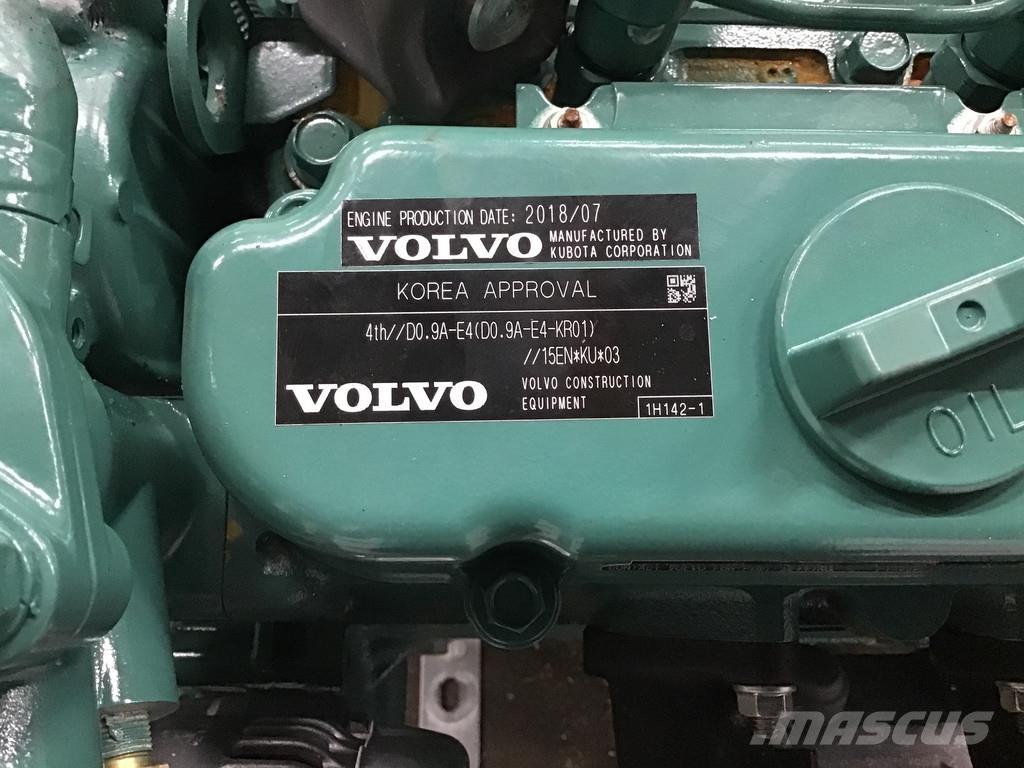 ENGINE PRODUCTION DATE: 2018/07
VOLVO MANUFACTURED BY
KUBOTA CORPORATION
KOREA APPROVAL
4th//D0.9A-E4(D0.9A-E4-KR01)
//15EN*KU*03
VOLVO VOLVO CONSTRUCTION
EQUIPMENT
1H142-1
OIL
MASCUS